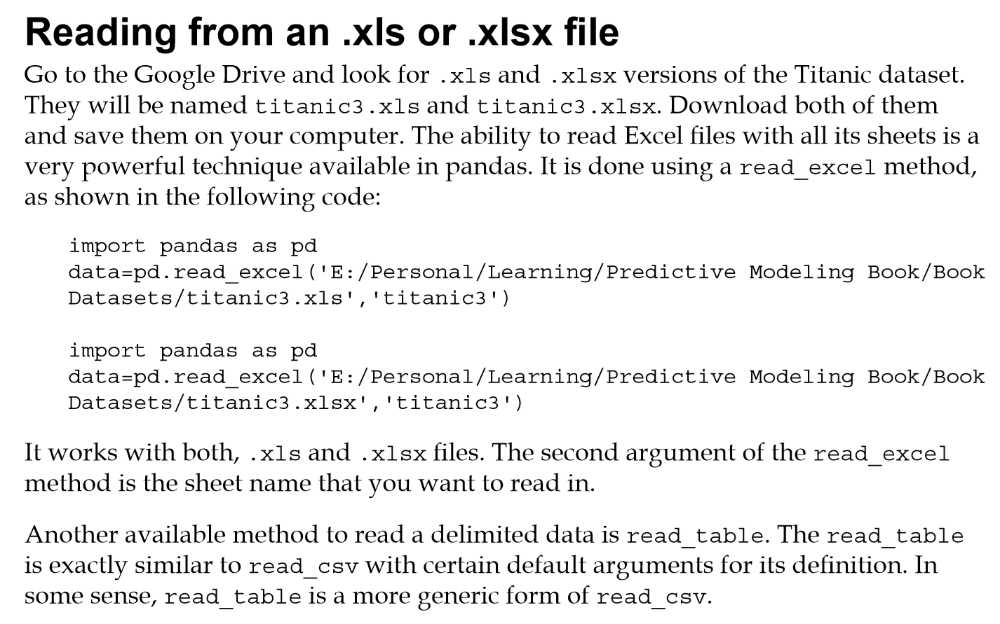 Reading from an .xls or .xlsx file
Go to the Google Drive and look for .xls and .xlsx versions of the Titanic dataset.
They will be named titanic3.xls and titanic3.xlsx. Download both of them
and save them on your computer. The ability to read Excel files with all its sheets is a
very powerful technique available in pandas. It is done using a read_excel method,
as shown in the following code:
import pandas as pd
data=pd.read_excel('E:/Personal/Learning/Predictive Modeling Book/Book
Datasets/titanic3.xls','titanic3')
import pandas as pd
data=pd.read_excel('E:/Personal/Learning/Predictive Modeling Book/Book
Datasets/titanic3.xlsx','titanic3')
It works with both, .xls and .xlsx files. The second argument of the read_excel
method is the sheet name that you want to read in.
Another available method to read a delimited data is read_table. The read_table
is exactly similar to read_csv with certain default arguments for its definition. In
some sense, read_table is a more generic form of read_csv.